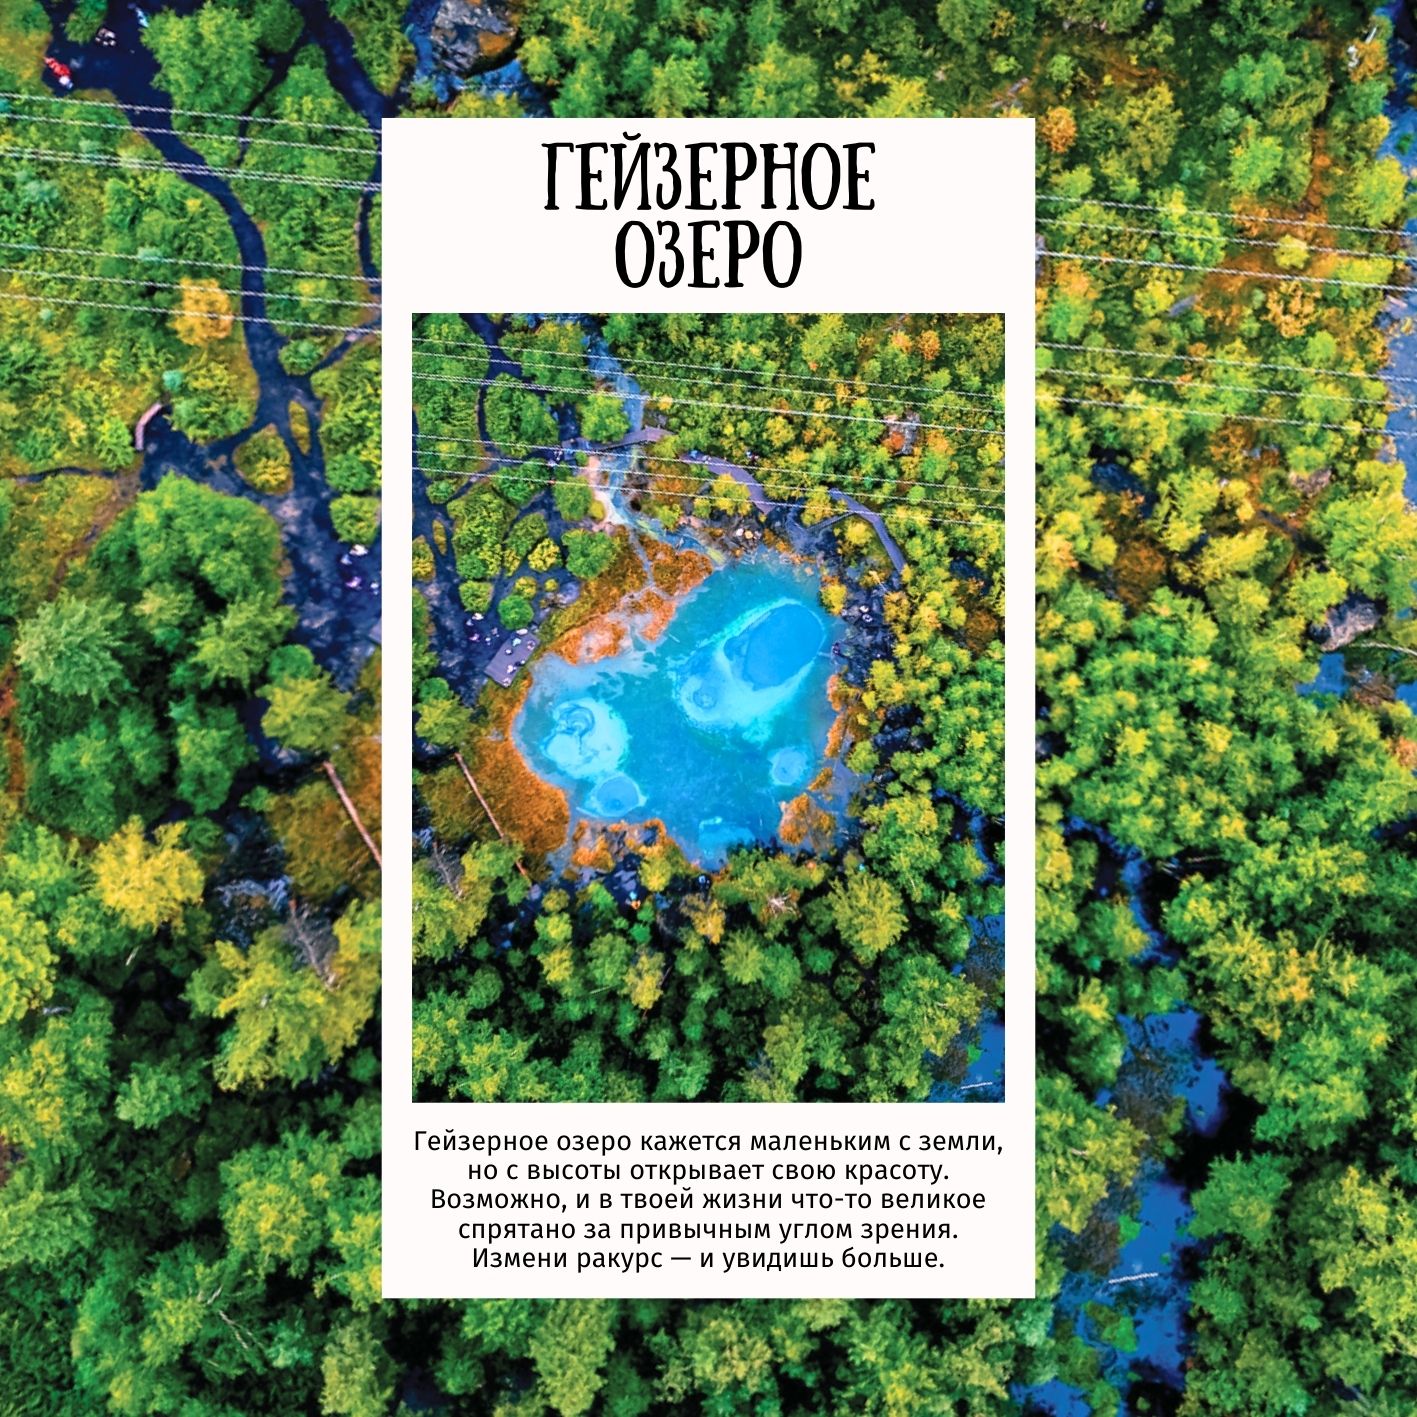 ГЕЙЗЕРНОЕ
ОЗЕРО
Гейзерное озеро кажется маленьким с земли,
но с высоты открывает свою красоту.
Возможно, и в твоей жизни что-то великое
спрятано за привычным углом зрения.
Измени ракурс — и увидишь больше.